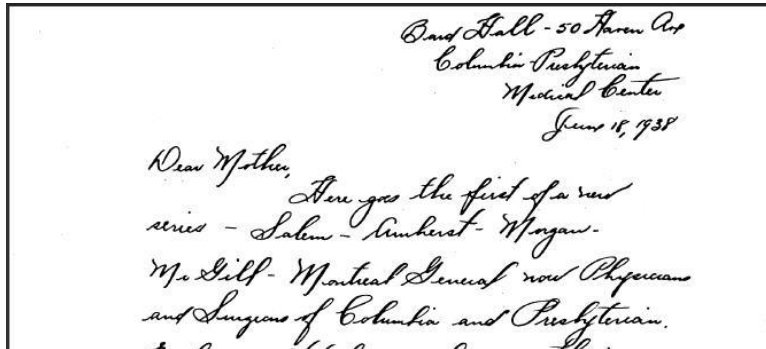 Bard Hall - 50 Haven Ave
Columbia Presbyterian
Medical Center
June 18, 1938
Dear Mother,
Here goes the first of a new
series - Salem - Amherst - Morgan -
McGill - Montreal General now Physicians
and Surgeons of Columbia and Presbyterian.